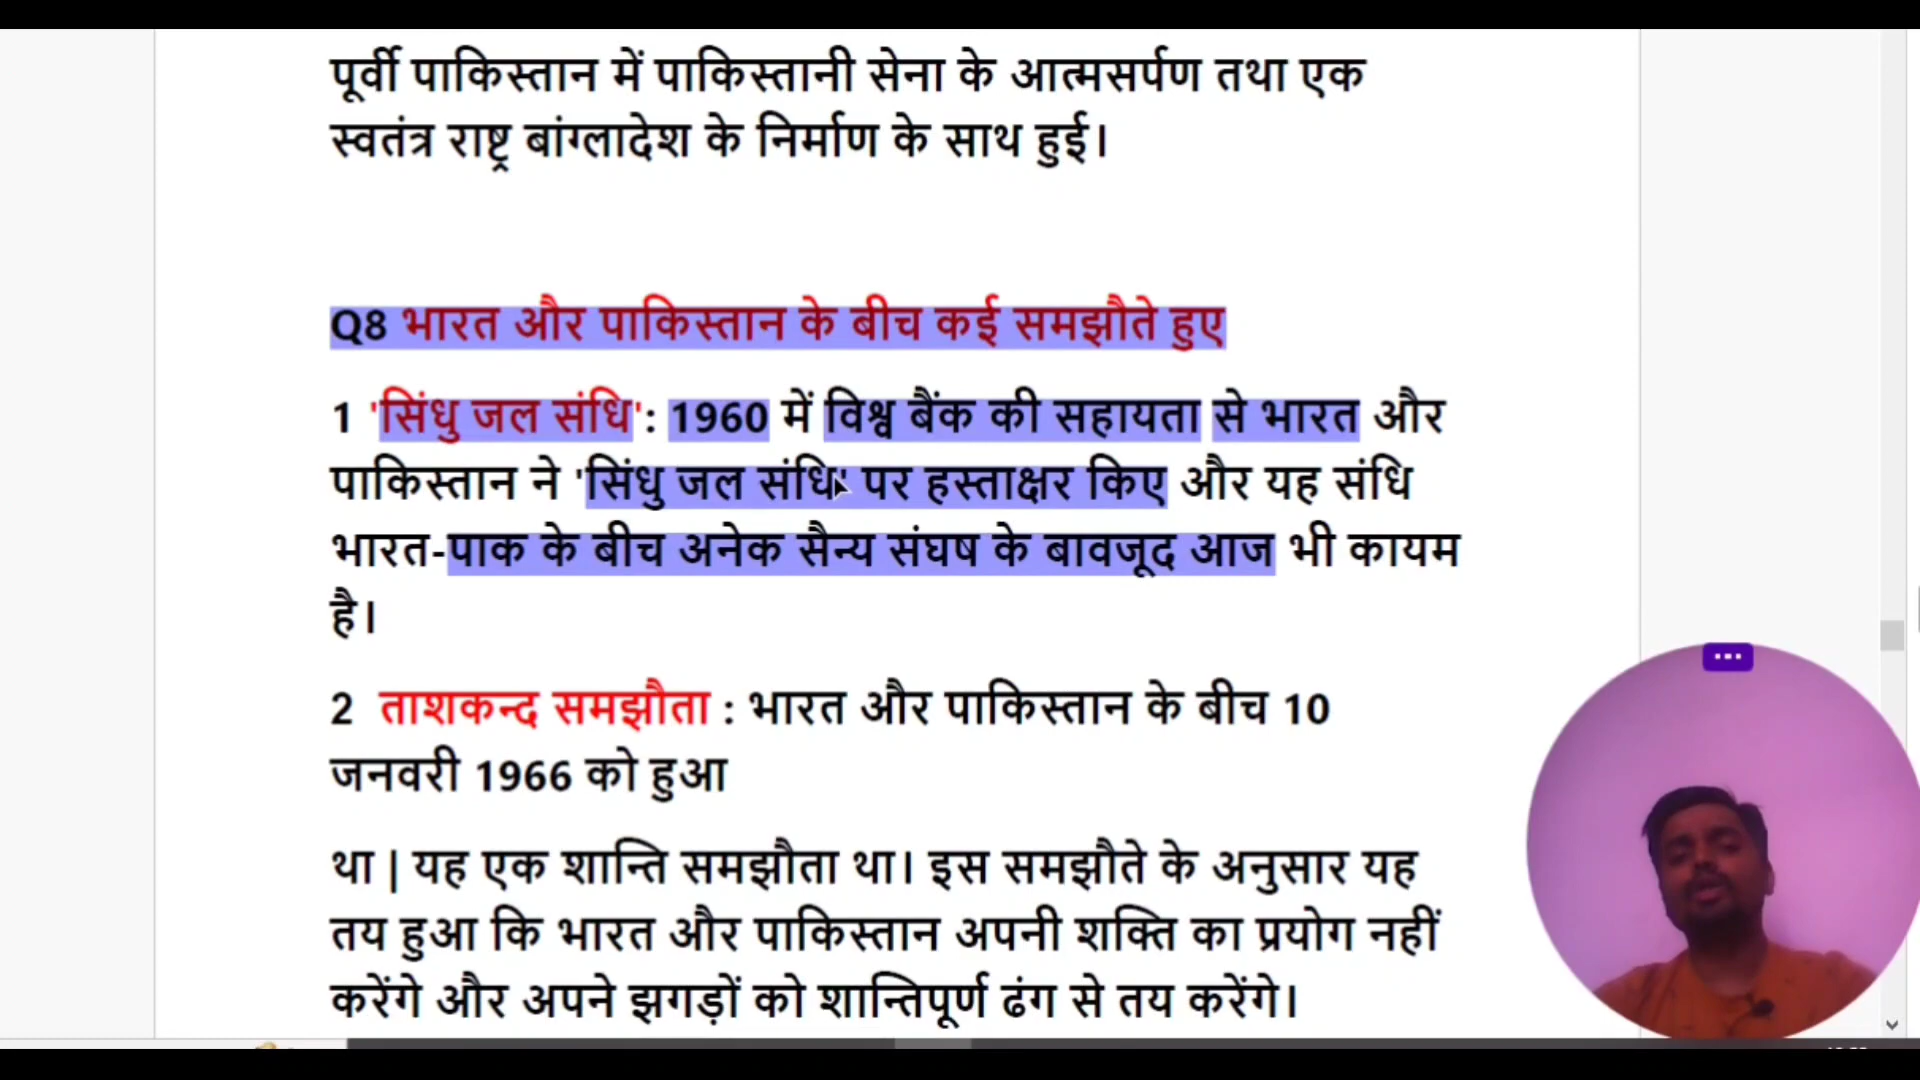 पूर्वी पाकिस्तान में पाकिस्तानी सेना के आत्मसर्पण तथा एक
स्वतंत्र राष्ट्र बांग्लादेश के निर्माण के साथ हुई।
Q8 भारत और पाकिस्तान के बीच कई समझौते हुए
1 'सिंधु जल संधि': 1960 में विश्व बैंक की सहायता से भारत और
पाकिस्तान ने 'सिंधु जल संधि' पर हस्ताक्षर किए और यह संधि
भारत-पाक के बीच अनेक सैन्य संघष के बावजूद आज भी कायम
है।
2 ताशकन्द समझौता : भारत और पाकिस्तान के बीच 10
जनवरी 1966 को हुआ
था | यह एक शान्ति समझौता था। इस समझौते के अनुसार यह
तय हुआ कि भारत और पाकिस्तान अपनी शक्ति का प्रयोग नहीं
करेंगे और अपने झगड़ों को शान्तिपूर्ण ढंग से तय करेंगे।